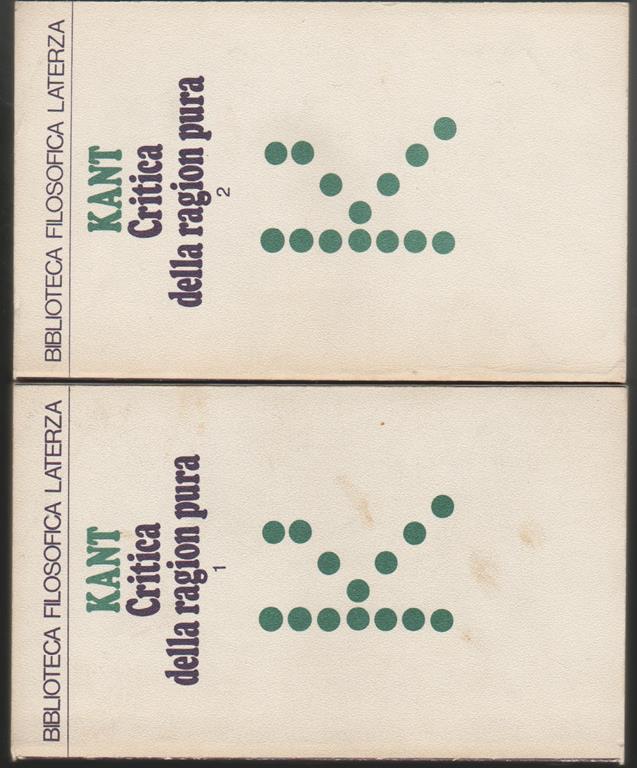 BIBLIOTECA FILOSOFICA LATERZA
KANT
Critica
della ragion pura
2
BIBLIOTECA FILOSOFICA LATERZA
KANT
Critica
della ragion pura
1